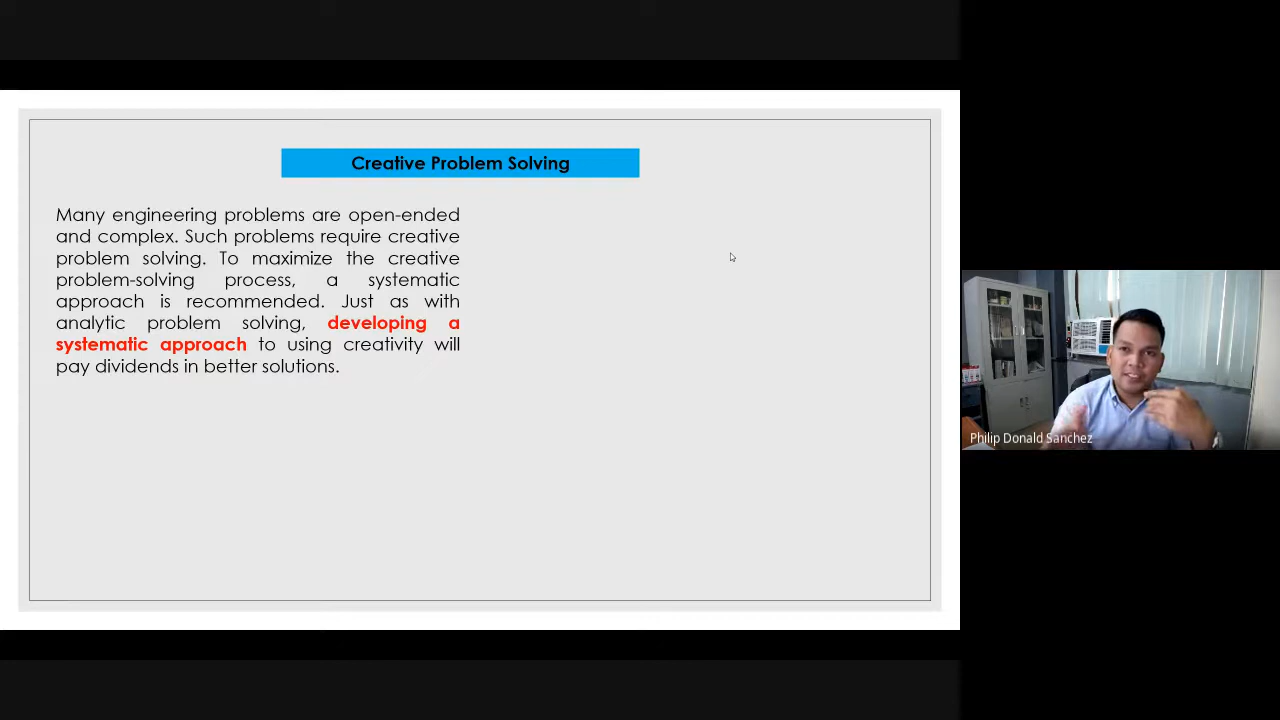 Creative Problem Solving
Many engineering problems are open-ended
and complex. Such problems require creative
problem solving. To maximize the creative
problem-solving process, a systematic
approach is recommended. Just as with
analytic problem solving, developing a
systematic approach to using creativity will
pay dividends in better solutions.
Philip Donald Sanchez